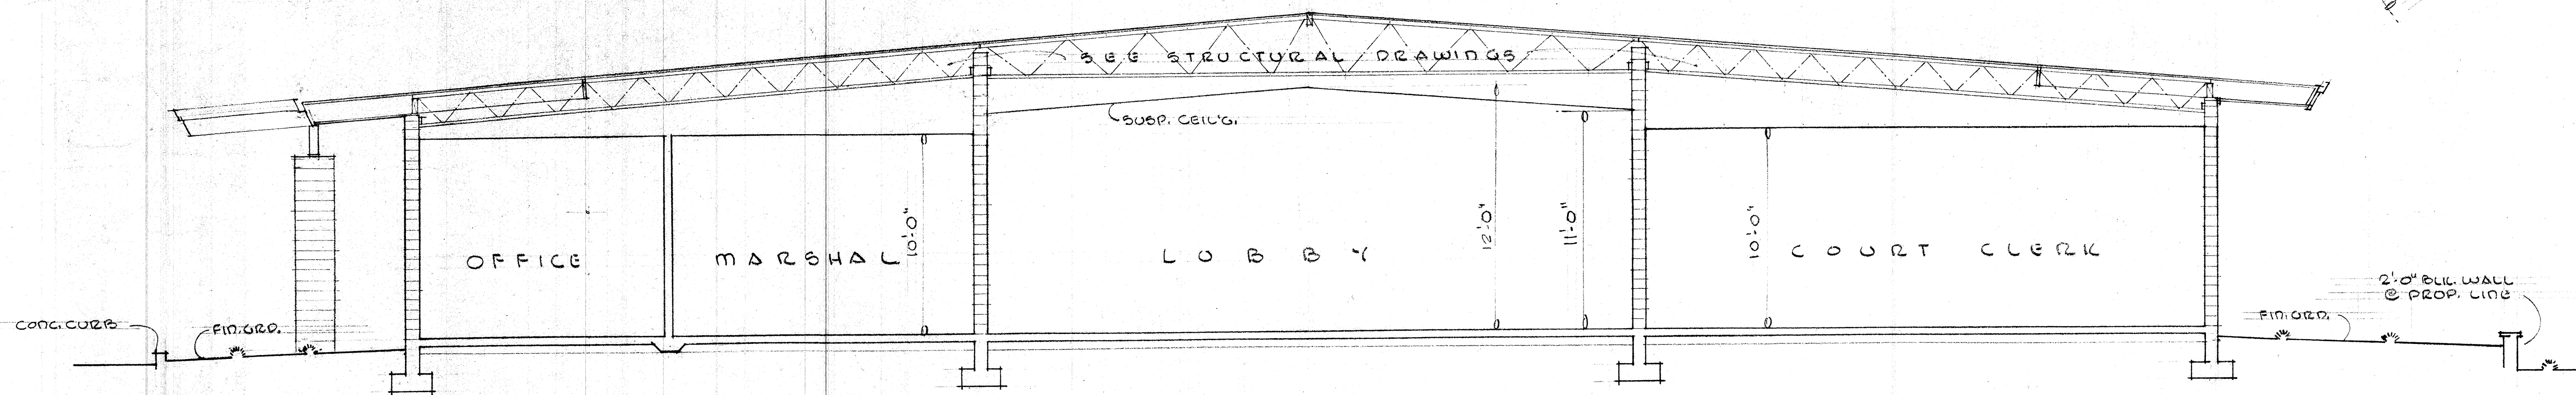 SEE STRUCTURAL DRAWINGS
SUSP. CEIL'G.
OFFICE
MARSHAL
10'-0"
LOBBY
12'-0"
11'-0"
10'-0"
COURT CLERK
2'-0" BLK. WALL
@ PROP. LINE
CONC. CURB
FIN. GRD.
FIN. GRD.